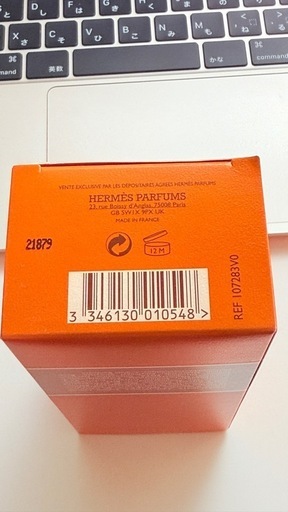 command
英数
かな
command
VENTE EXCLUSIVE PAR LES DÉPOSITAIRES AGRÉÉS HERMÈS PARFUMS
HERMÈS PARFUMS
23, rue Boissy d'Anglas, 75008 Paris
GB SW1X 9PX UK
MADE IN FRANCE
21879
12 M
3 346130 010548 >
REF 107283V0